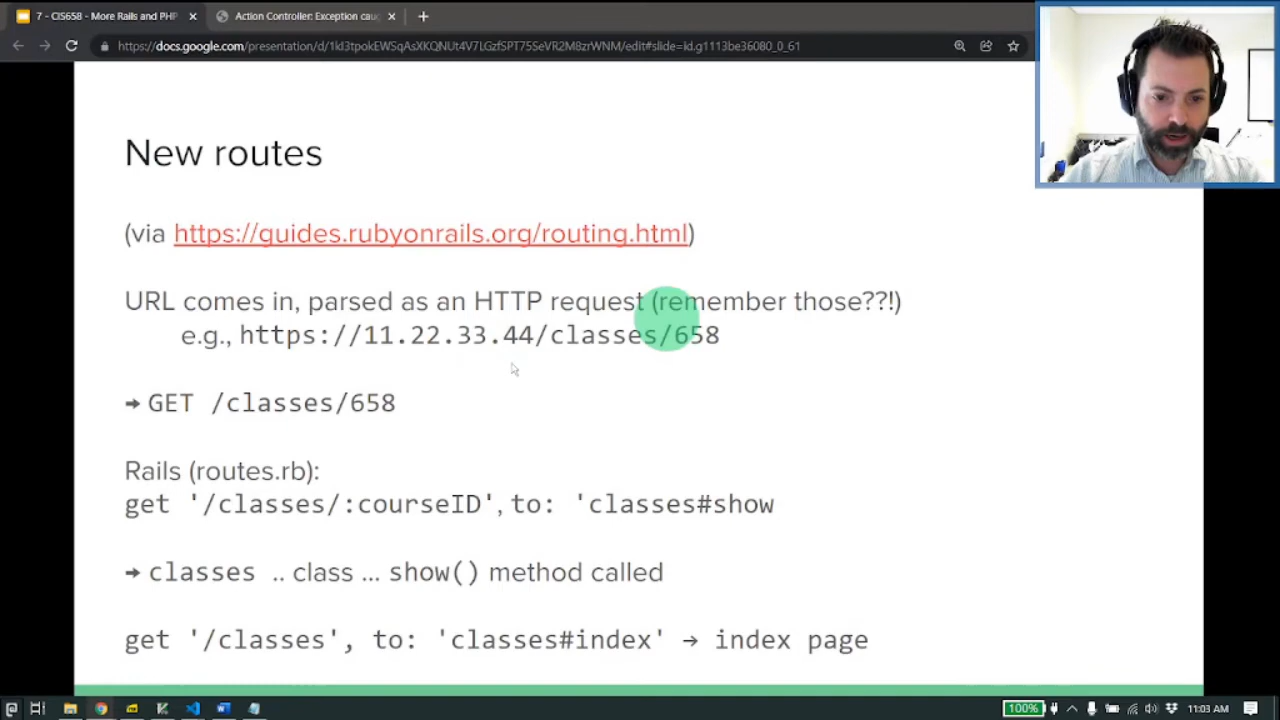 7 - CIS658 - More Rails and PHP
Action Controller: Exception cau
https://docs.google.com/presentation/d/1kI3tpokEWSqAsXKQNUt4V7LGzfSPT75SeVR2M8zrWNM/edit#slide=id.g1113be36080_0_61
New routes
(via https://guides.rubyonrails.org/routing.html)
URL comes in, parsed as an HTTP request (remember those??!)
e.g., https://11.22.33.44/classes/658
→ GET /classes/658
Rails (routes.rb):
get '/classes/:courseID', to: 'classes#show
→ classes .. class ... show() method called
get '/classes', to: 'classes#index' → index page
100%
11:03 AM